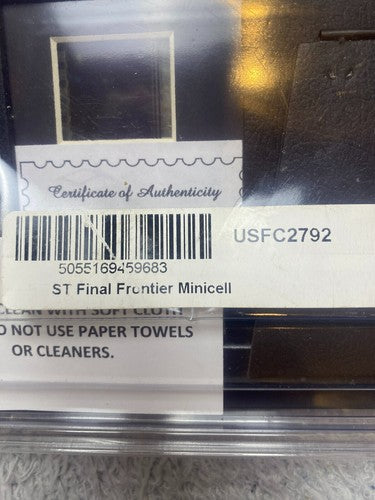 Certificate of Authenticity
USFC2792
5055169459683
ST Final Frontier Minicell
CLEAN WITH SOFT CLOTH
O NOT USE PAPER TOWELS
OR CLEANERS.